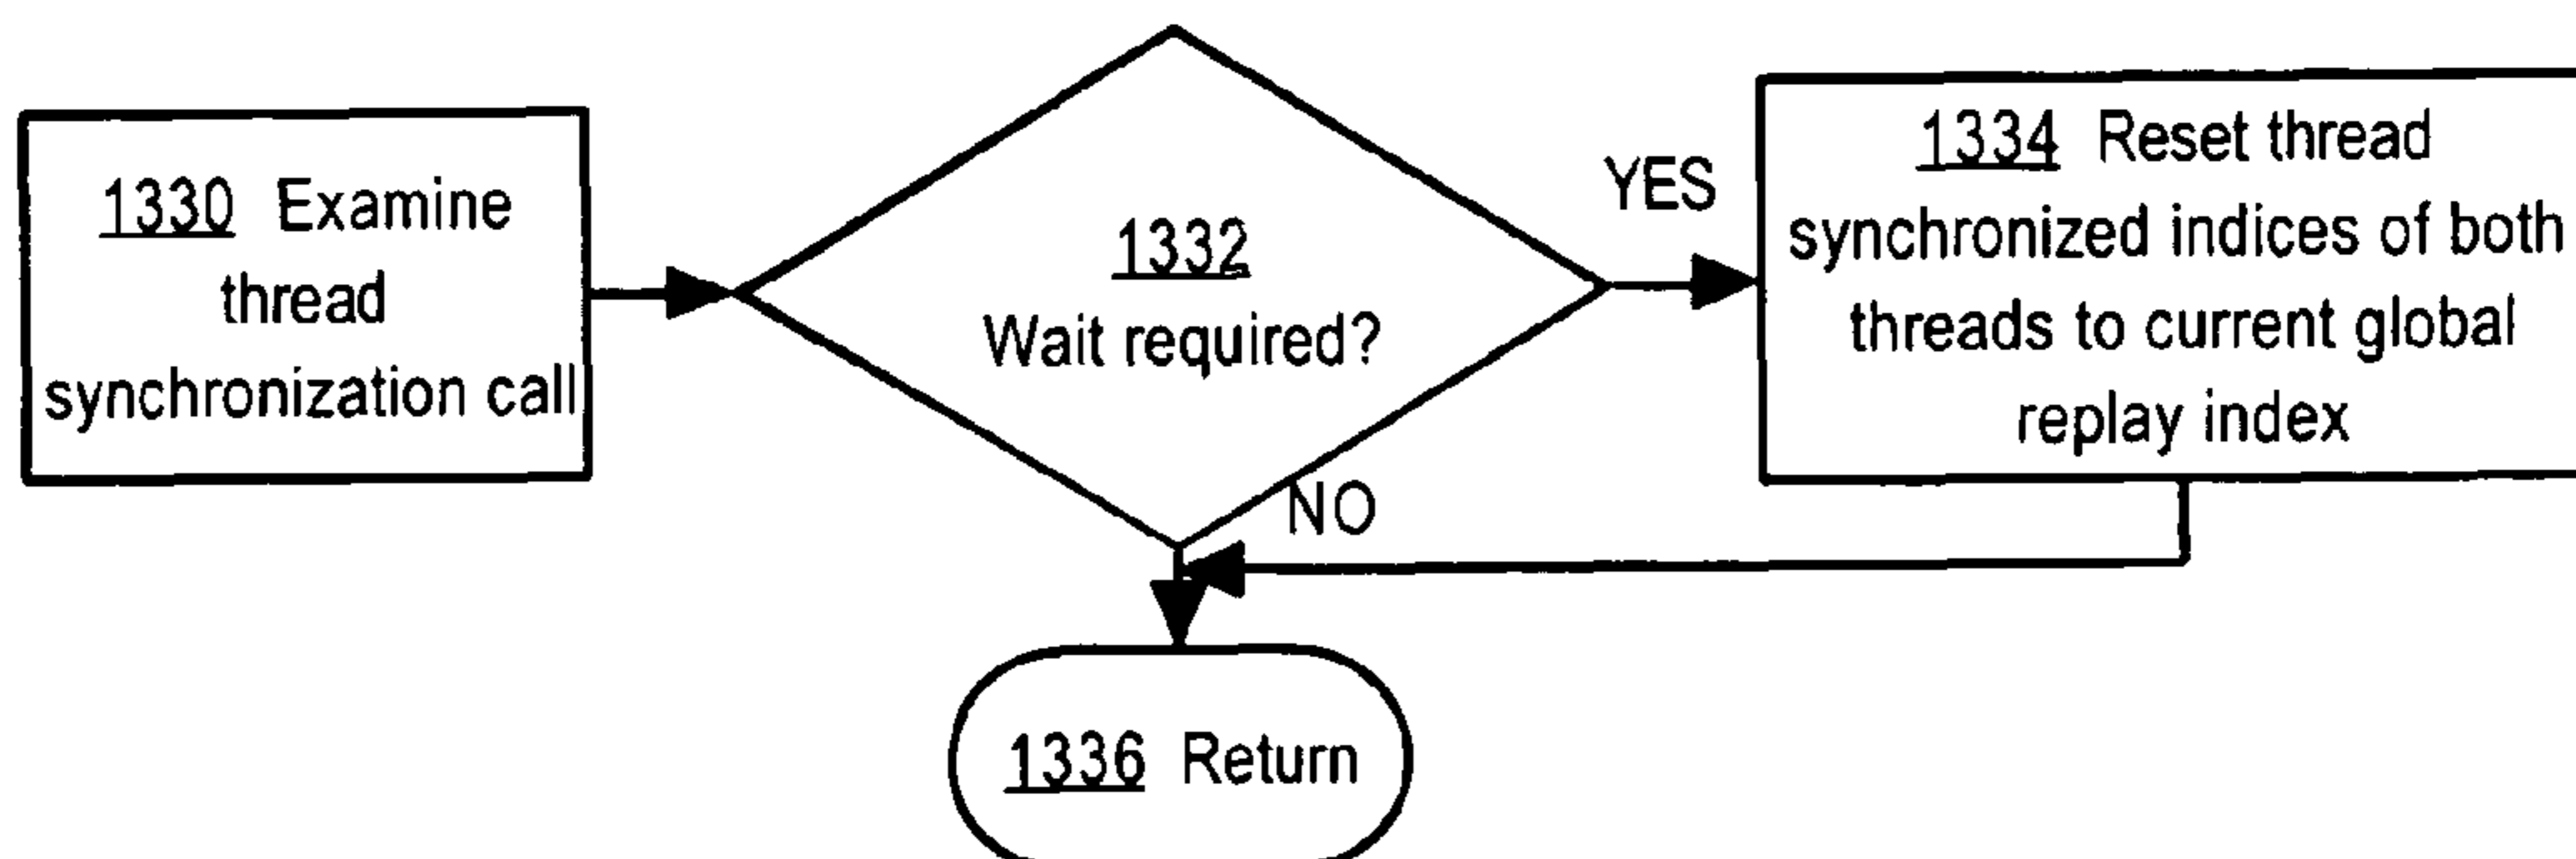 1330 Examine
thread
synchronization call
1332
Wait required?
YES
1334 Reset thread
synchronized indices of both
threads to current global
replay index
NO
1336 Return